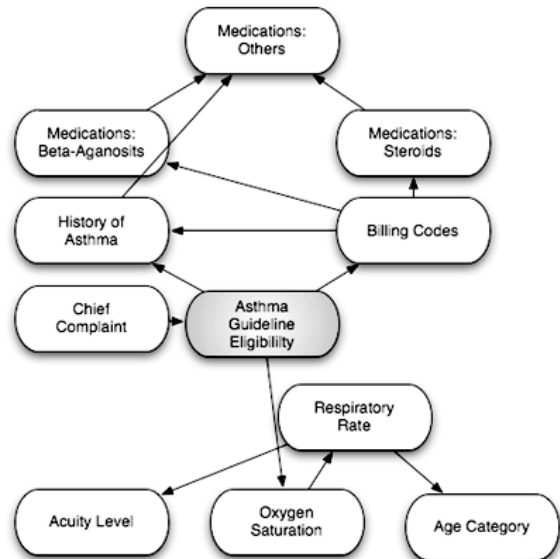 Medications:
Others
Medications:
Beta-Aganosits
Medications:
Steroids
History of
Asthma
Billing Codes
Chief
Complaint
Asthma
Guideline
Eligibililty
Respiratory
Rate
Acuity Level
Oxygen
Saturation
Age Category